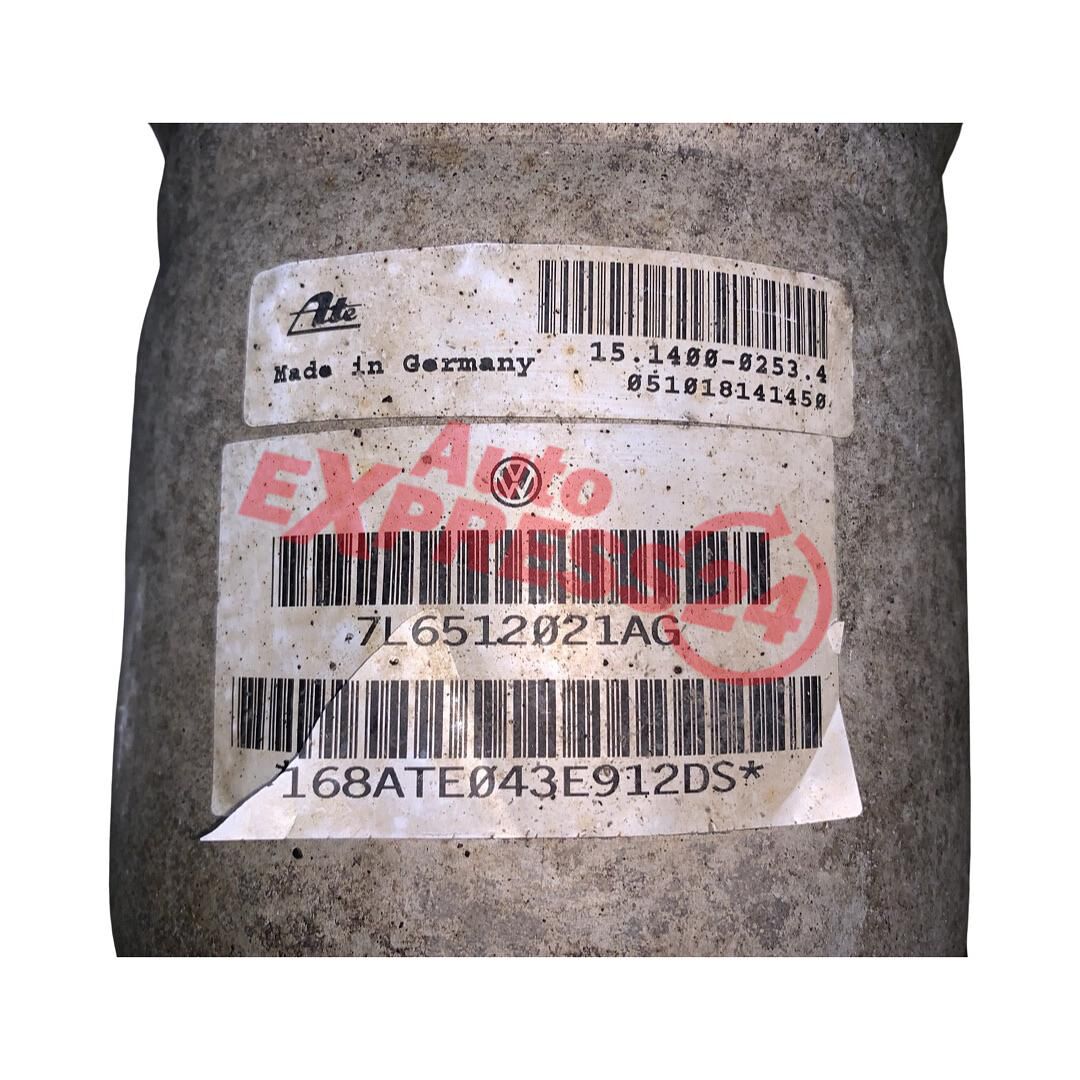 Ate
Made in Germany
15.1400-0253.4
051018141450
Auto
EXPRESS24
7L6512021AG
*168ATE043E912DS*